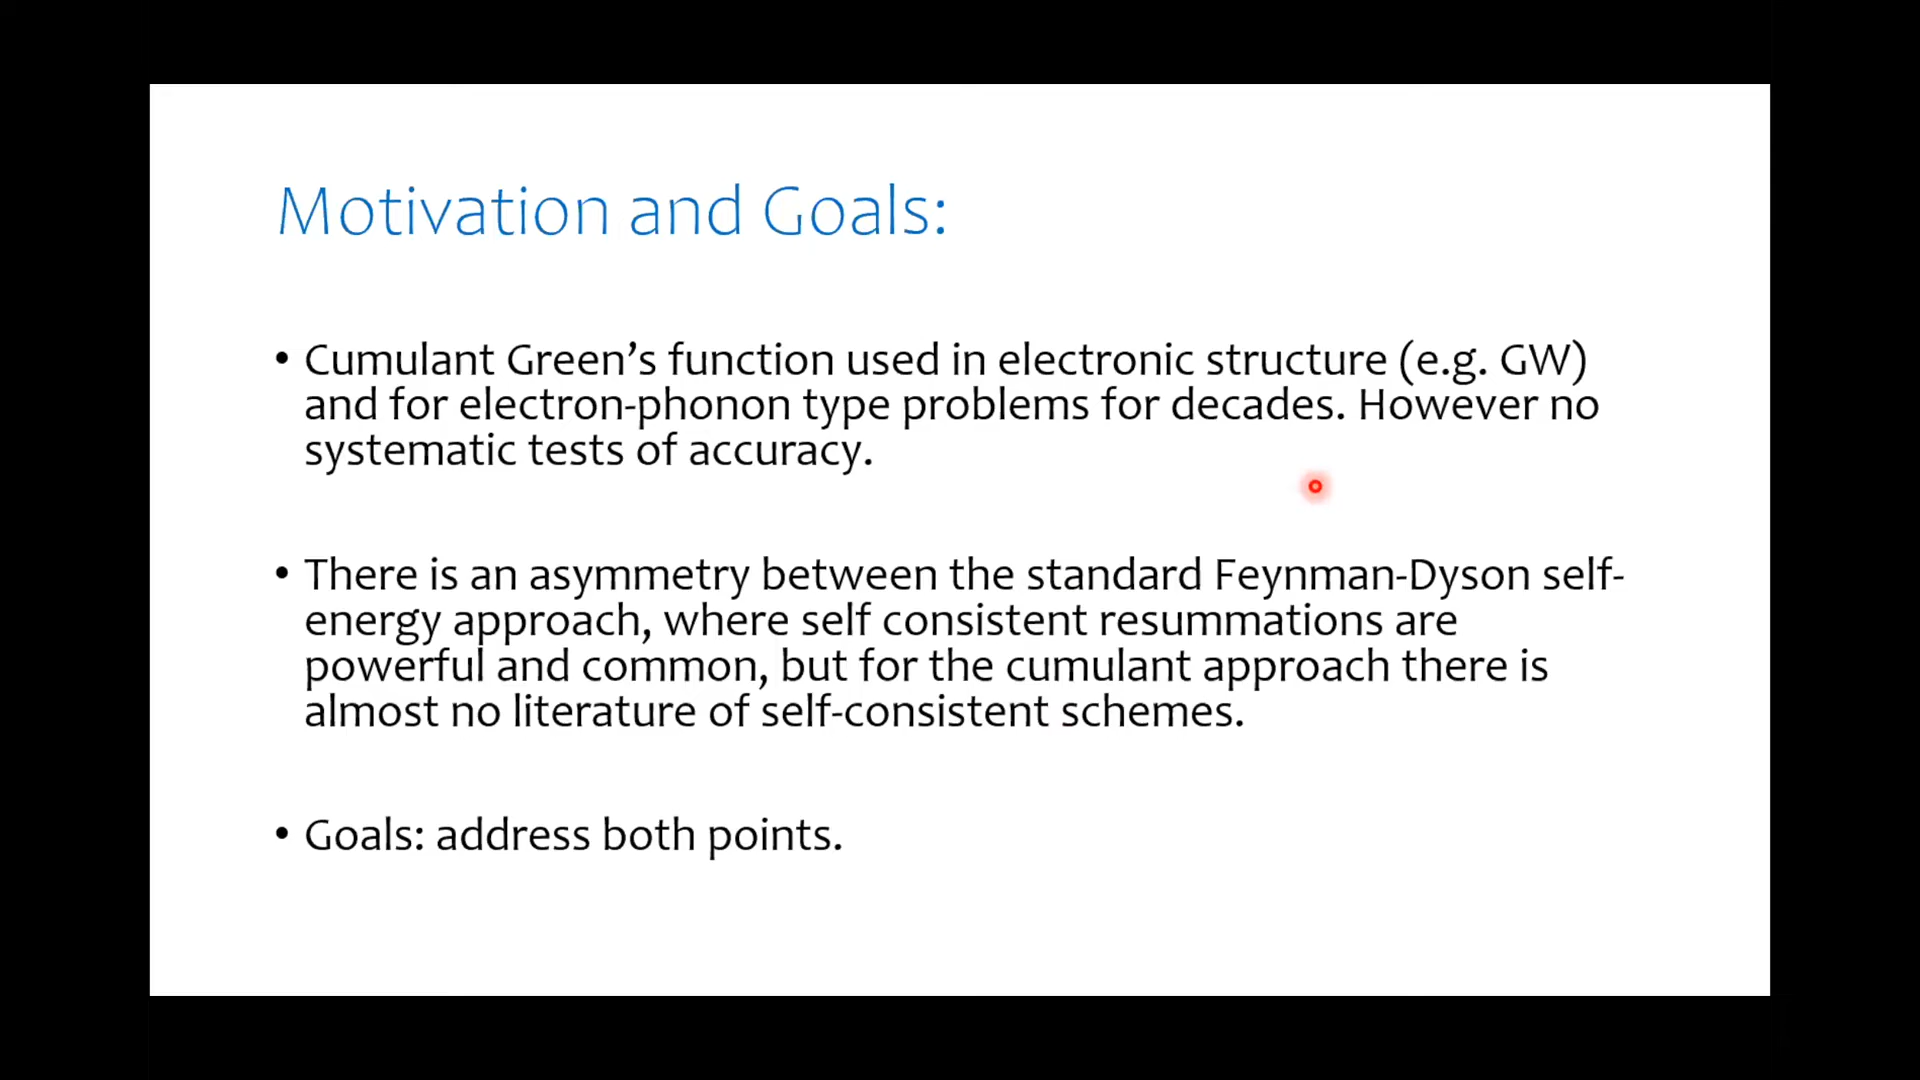 Motivation and Goals:
• Cumulant Green’s function used in electronic structure (e.g. GW)
and for electron-phonon type problems for decades. However no
systematic tests of accuracy.
• There is an asymmetry between the standard Feynman-Dyson self-
energy approach, where self consistent resummations are
powerful and common, but for the cumulant approach there is
almost no literature of self-consistent schemes.
• Goals: address both points.